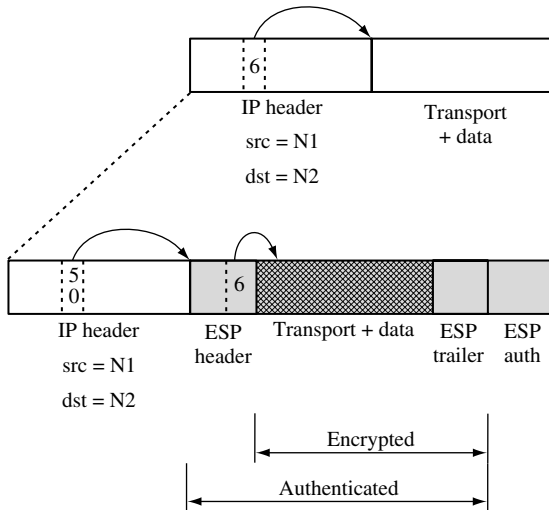 6
IP header
src = N1
dst = N2
Transport
+ data
5
0
6
IP header
src = N1
dst = N2
ESP
header
Transport + data
ESP
trailer
ESP
auth
Encrypted
Authenticated